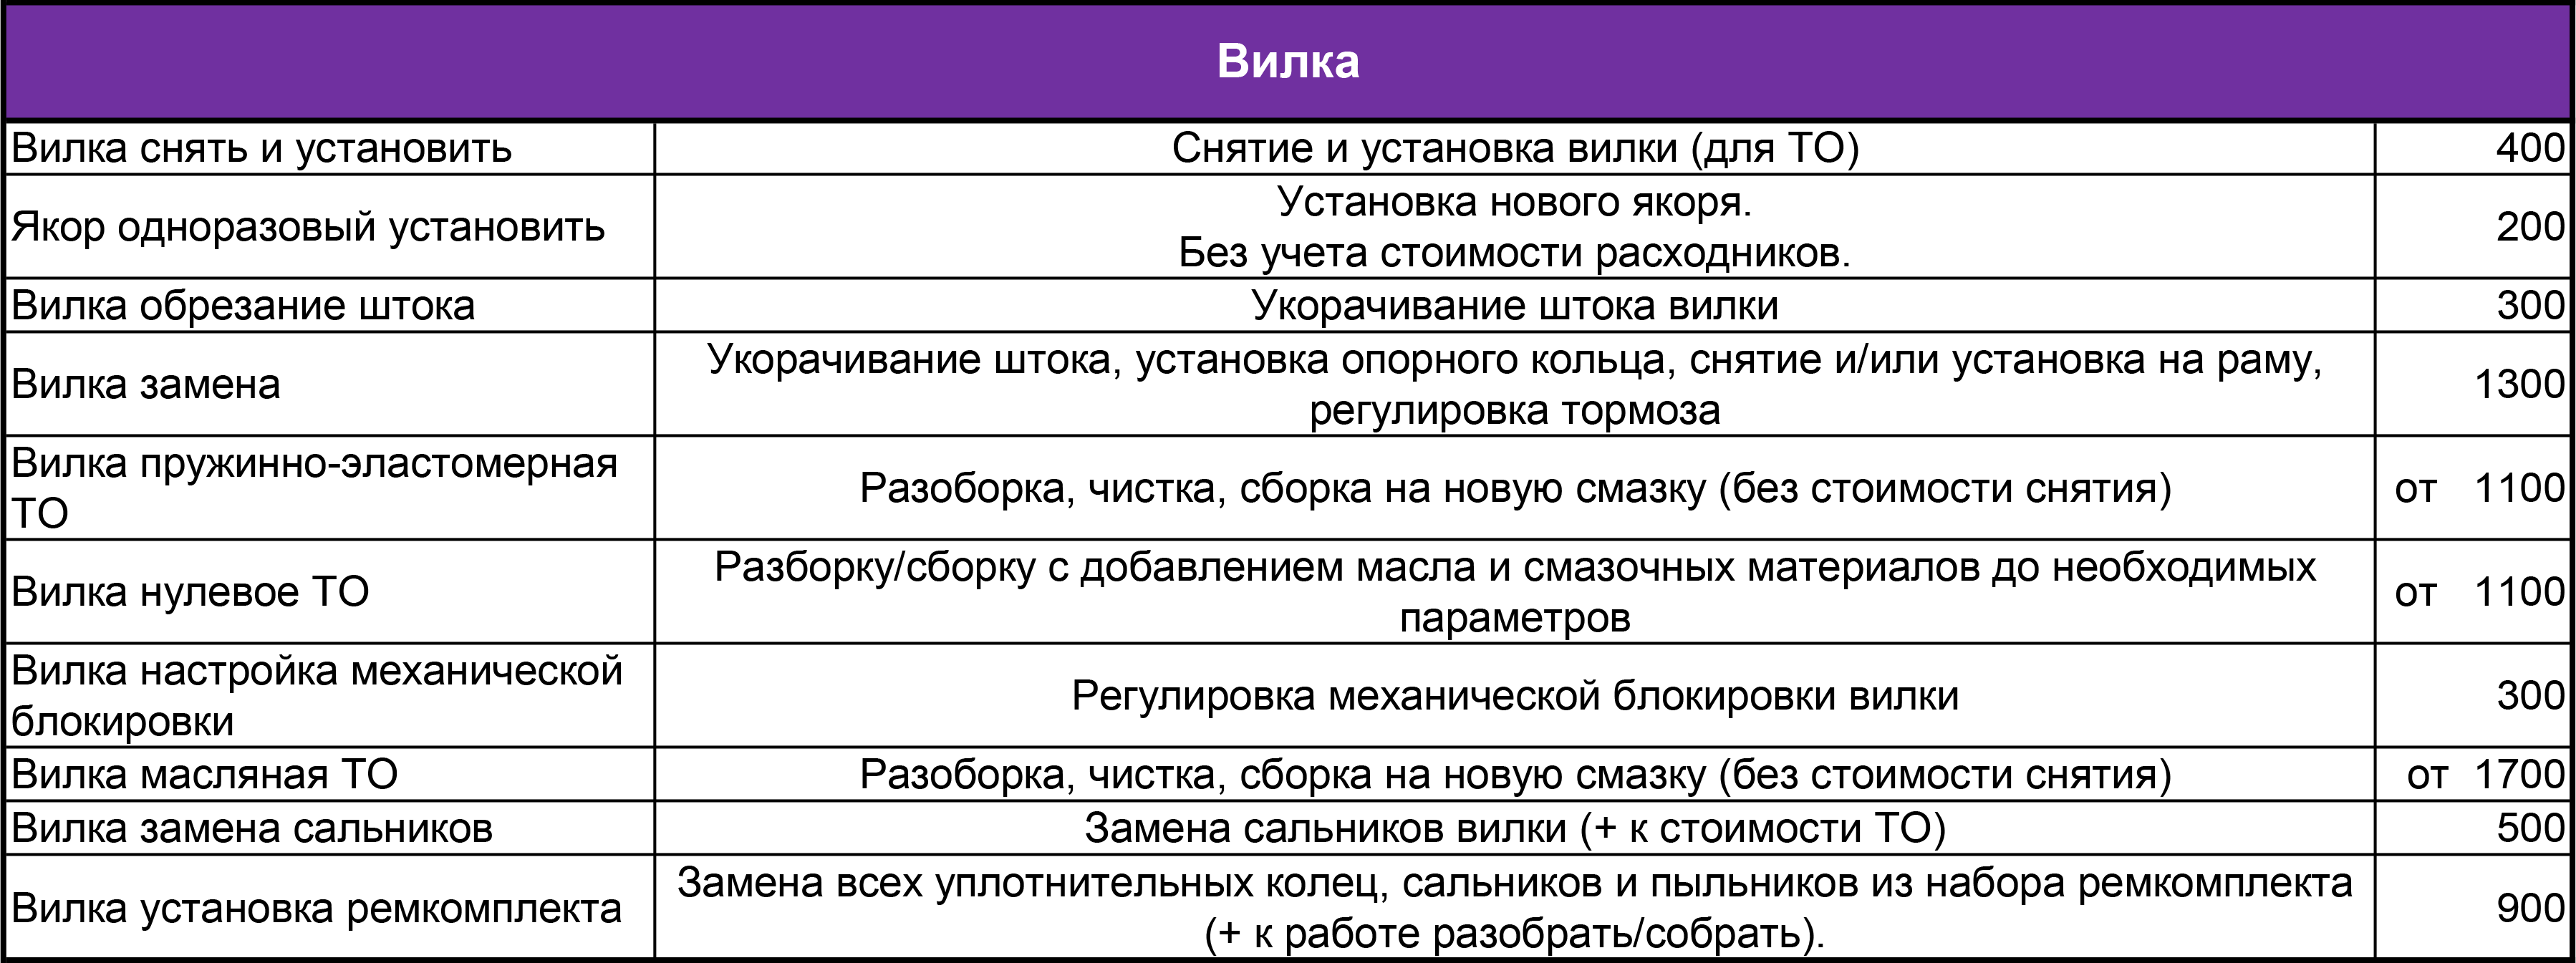 Вилка
Вилка снять и установить
Снятие и установка вилки (для ТО)
400
Якор одноразовый установить
Установка нового якоря.
Без учета стоимости расходников.
200
Вилка обрезание штока
Укорачивание штока вилки
300
Вилка замена
Укорачивание штока, установка опорного кольца, снятие и/или установка на раму,
регулировка тормоза
1300
Вилка пружинно-эластомерная
ТО
Разоборка, чистка, сборка на новую смазку (без стоимости снятия)
от 1100
Вилка нулевое ТО
Разборку/сборку с добавлением масла и смазочных материалов до необходимых
параметров
от 1100
Вилка настройка механической
блокировки
Регулировка механической блокировки вилки
300
Вилка масляная ТО
Разоборка, чистка, сборка на новую смазку (без стоимости снятия)
от 1700
Вилка замена сальников
Замена сальников вилки (+ к стоимости ТО)
500
Вилка установка ремкомплекта
Замена всех уплотнительных колец, сальников и пыльников из набора ремкомплекта
(+ к работе разобрать/собрать).
900